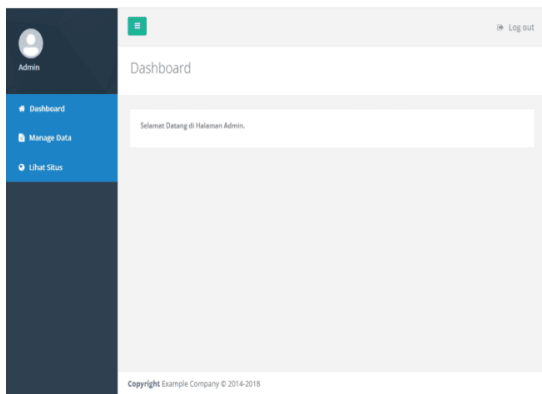 Admin
Dashboard
Manage Data
Lihat Situs
Log out
Dashboard
Selamat Datang di Halaman Admin.
Copyright Example Company © 2014-2018